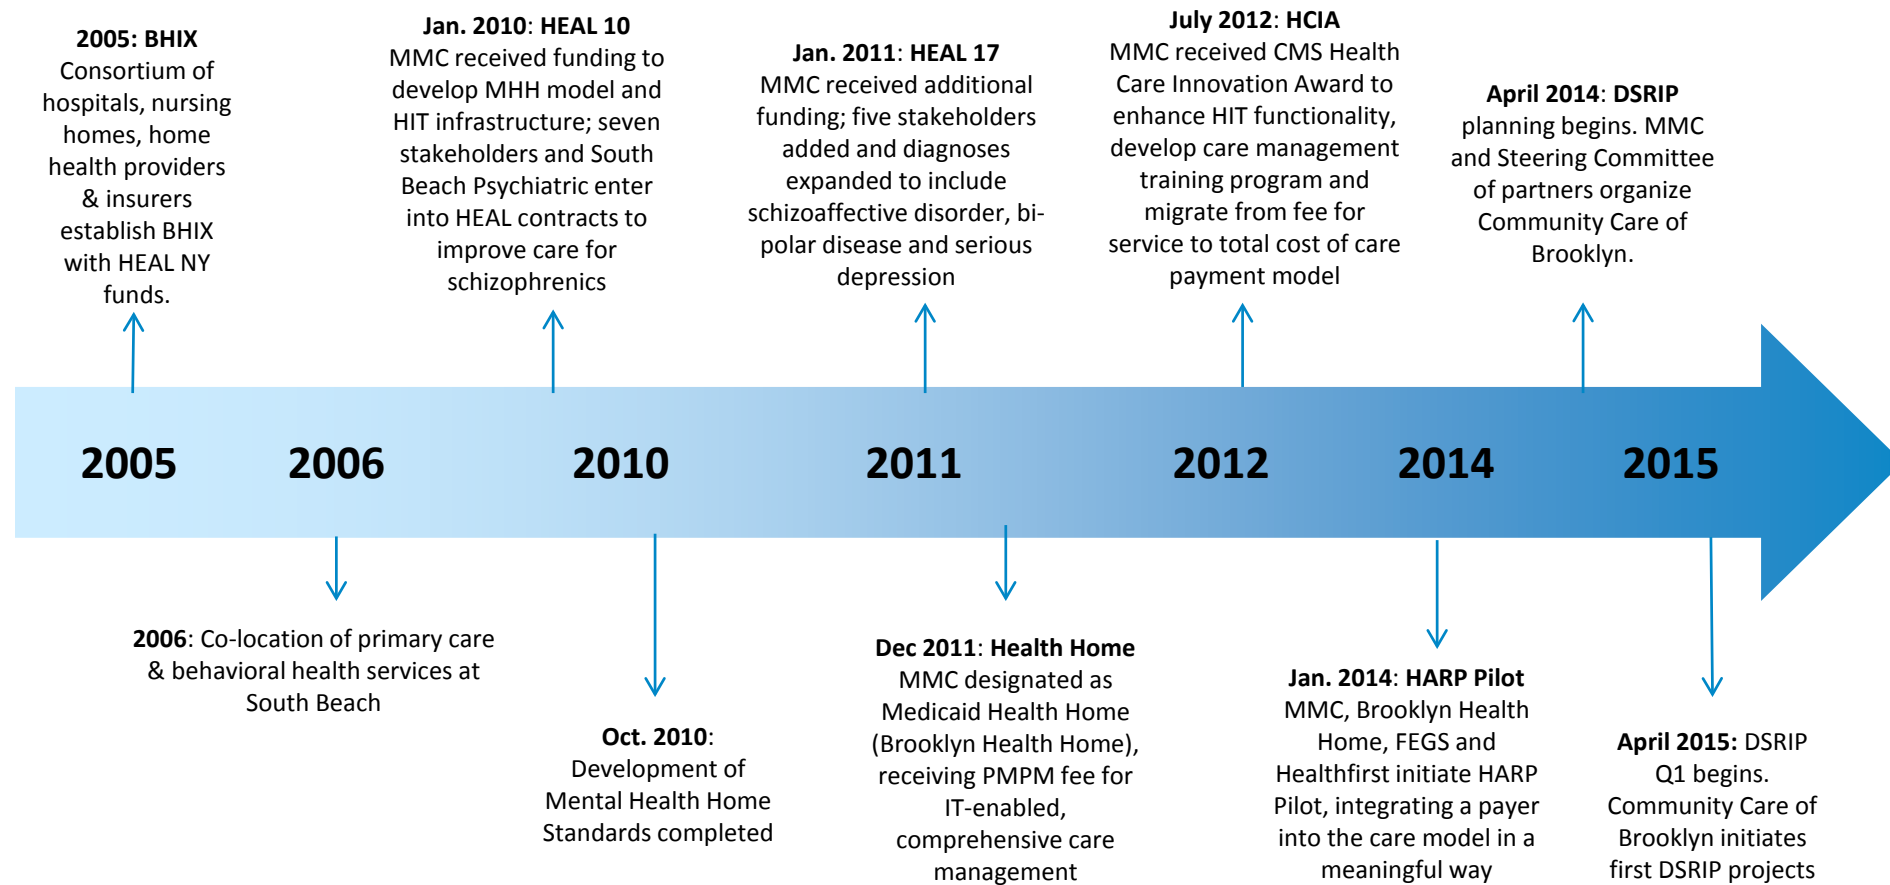 2005: BHIX
Consortium of
hospitals, nursing
homes, home
health providers
& insurers
establish BHIX
with HEAL NY
funds.
Jan. 2010: HEAL 10
MMC received funding to
develop MHH model and
HIT infrastructure; seven
stakeholders and South
Beach Psychiatric enter
into HEAL contracts to
improve care for
schizophrenics
Jan. 2011: HEAL 17
MMC received additional
funding; five stakeholders
added and diagnoses
expanded to include
schizoaffective disorder, bi-
polar disease and serious
depression
July 2012: HCIA
MMC received CMS Health
Care Innovation Award to
enhance HIT functionality,
develop care management
training program and
migrate from fee for
service to total cost of care
payment model
April 2014: DSRIP
planning begins. MMC
and Steering Committee
of partners organize
Community Care of
Brooklyn.
2005 2006 2010 2011 2012 2014 2015
2006: Co-location of primary care
& behavioral health services at
South Beach
Oct. 2010:
Development of
Mental Health Home
Standards completed
Dec 2011: Health Home
MMC designated as
Medicaid Health Home
(Brooklyn Health Home),
receiving PMPM fee for
IT-enabled,
comprehensive care
management
Jan. 2014: HARP Pilot
MMC, Brooklyn Health
Home, FEGS and
Healthfirst initiate HARP
Pilot, integrating a payer
into the care model in a
meaningful way
April 2015: DSRIP
Q1 begins.
Community Care of
Brooklyn initiates
first DSRIP projects